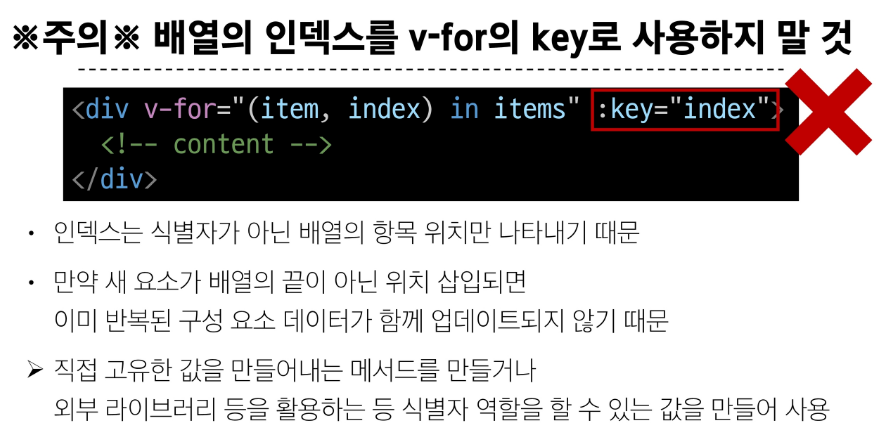 ※주의※ 배열의 인덱스를 v-for의 key로 사용하지 말 것
<div v-for="(item, index) in items" :key="index">
<!-- content -->
</div>
• 인덱스는 식별자가 아닌 배열의 항목 위치만 나타내기 때문
• 만약 새 요소가 배열의 끝이 아닌 위치 삽입되면
이미 반복된 구성 요소 데이터가 함께 업데이트되지 않기 때문
➢ 직접 고유한 값을 만들어내는 메서드를 만들거나
외부 라이브러리 등을 활용하는 등 식별자 역할을 할 수 있는 값을 만들어 사용